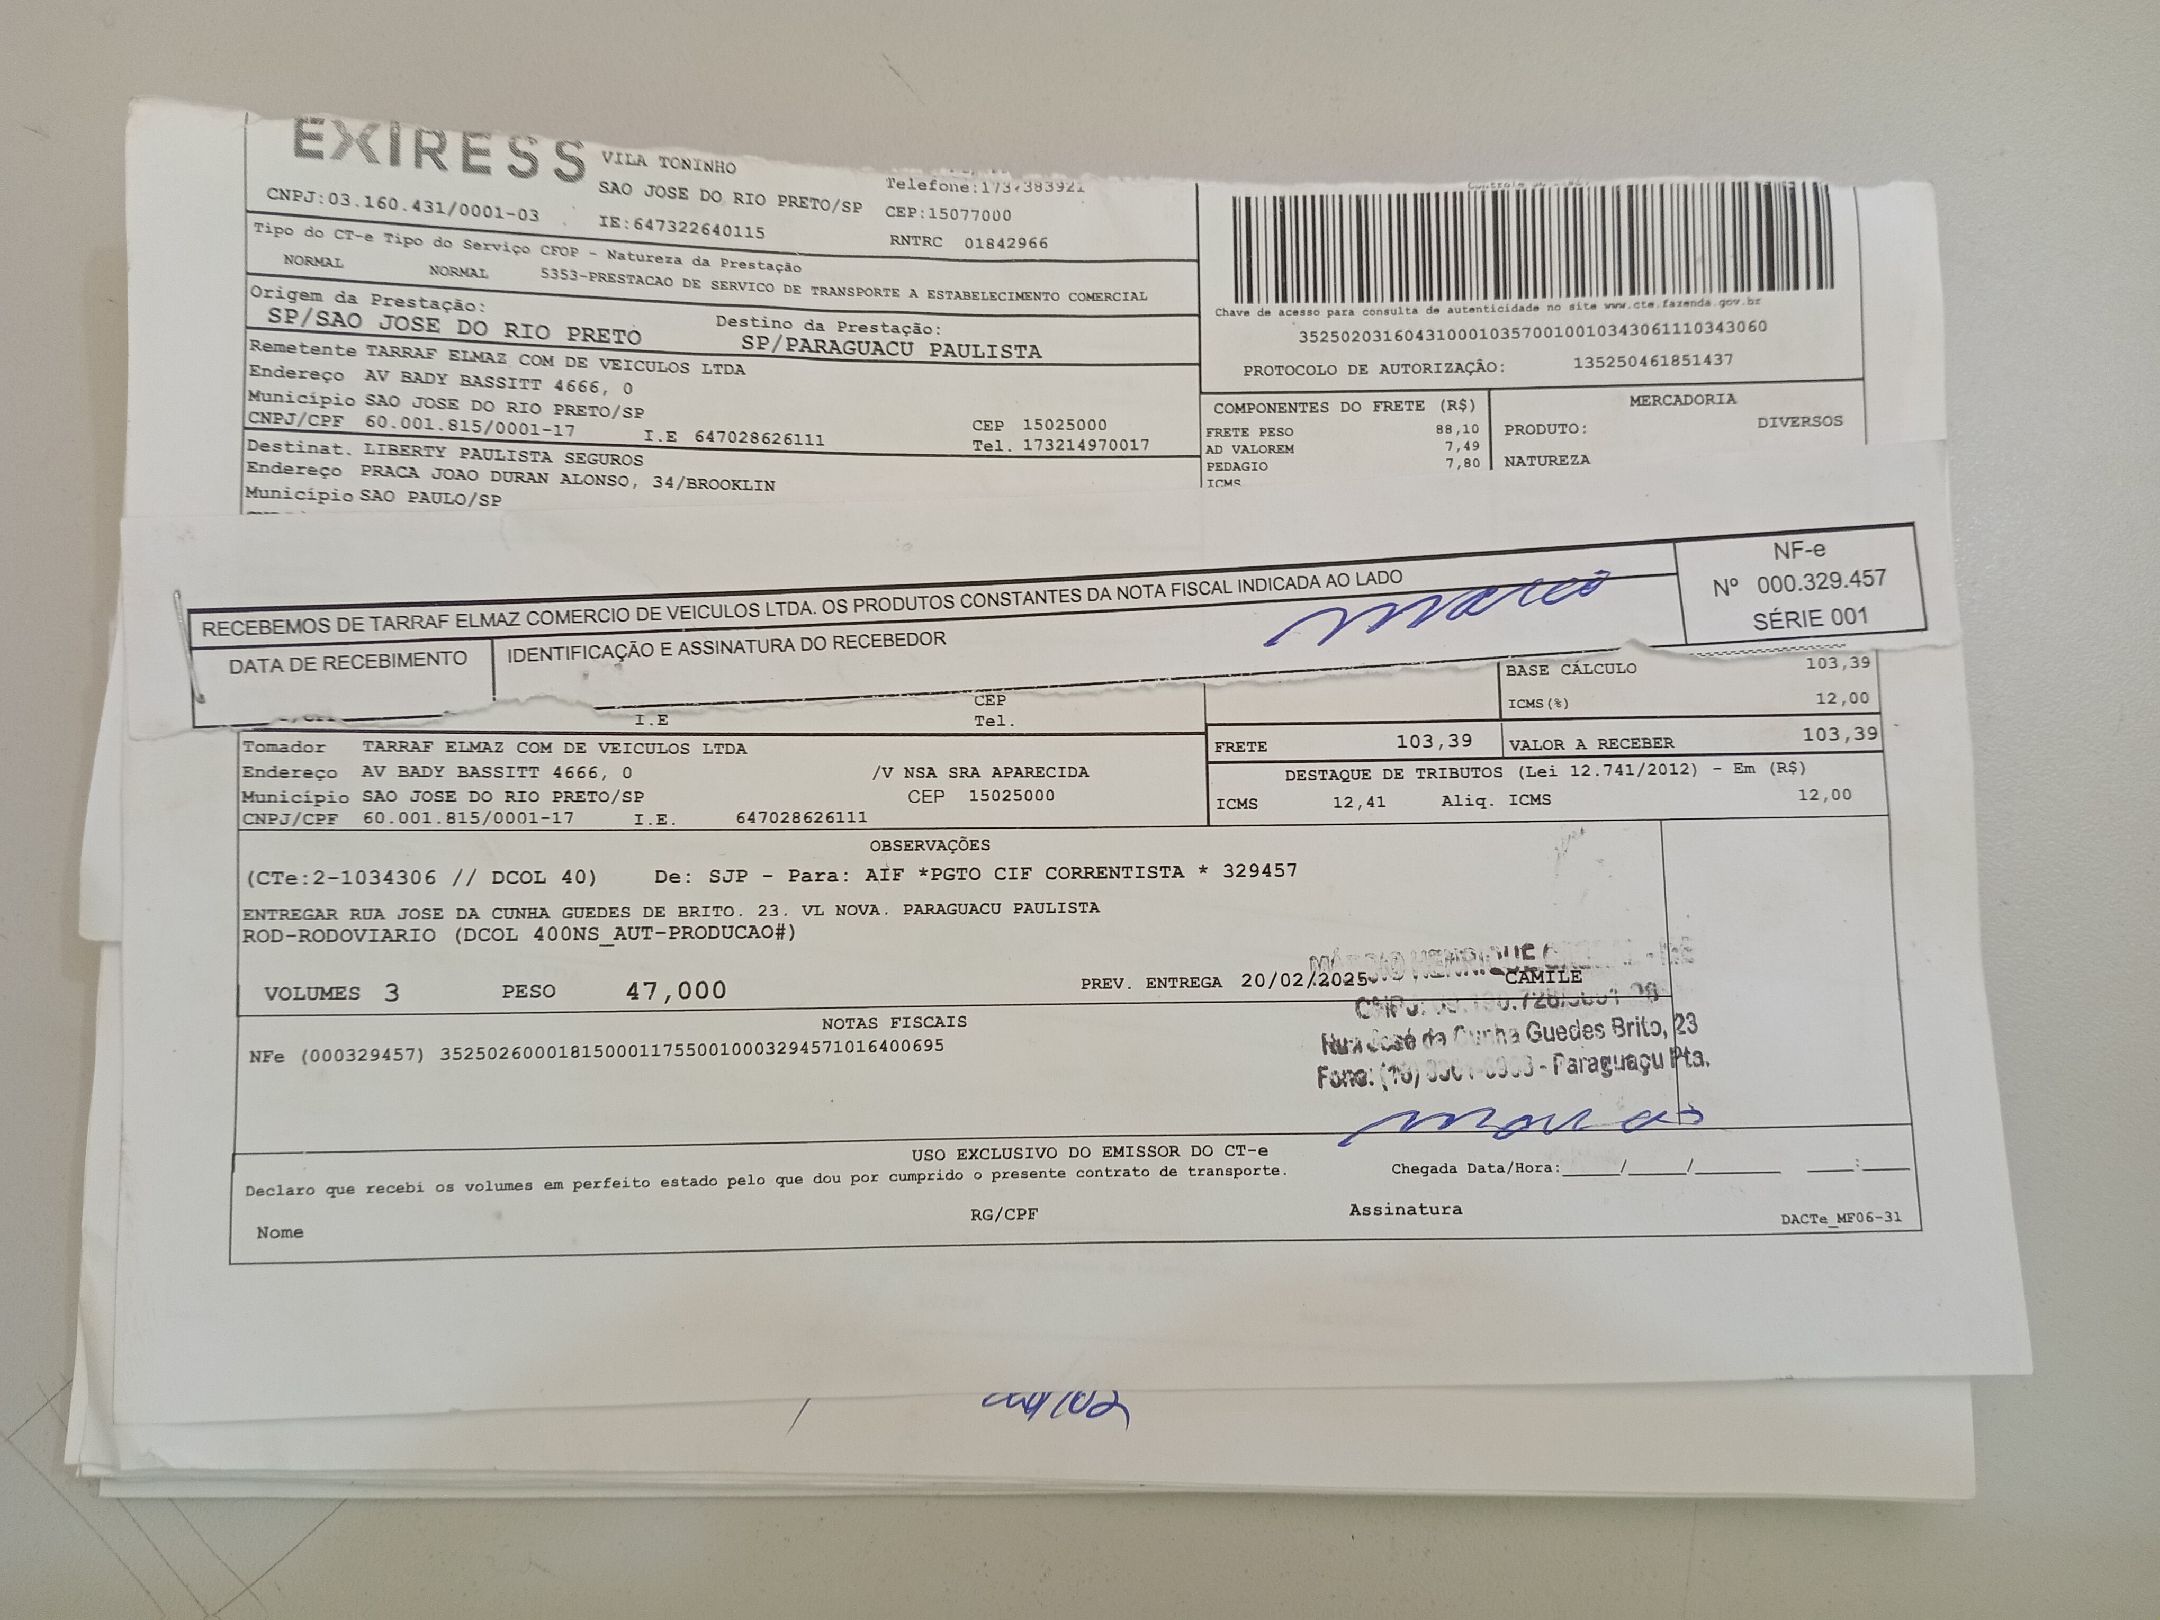 EXIRESS
VILA TONINHO
SAO JOSE DO RIO PRETO/SP
CEP:15077000
CNPJ:03.160.431/0001-03
IE:647322640115
RNTRC 01842966
Tipo do CT-e Tipo do Serviço CFOP - Natureza da Prestação
NORMAL NORMAL 5353-PRESTACAO DE SERVICO DE TRANSPORTE A ESTABELECIMENTO COMERCIAL
Origem da Prestação:
SP/SAO JOSE DO RIO PRETO
Destino da Prestação:
SP/PARAGUACU PAULISTA
Remetente TARRAF ELMAZ COM DE VEICULOS LTDA
Endereço AV BADY BASSITT 4666, 0
Município SAO JOSE DO RIO PRETO/SP CEP 15025000
CNPJ/CPF 60.001.815/0001-17 I.E 647028626111 Tel. 173214970017
Destinat. LIBERTY PAULISTA SEGUROS
Endereço PRACA JOAO DURAN ALONSO, 34/BROOKLIN
Município SAO PAULO/SP
Chave de acesso para consulta de autenticidade no site www.cte.fazenda.gov.br
35250203160431000103570010010343061110343060
PROTOCOLO DE AUTORIZAÇÃO: 135250461851437
COMPONENTES DO FRETE (R$)
FRETE PESO 88,10
AD VALOREM 7,49
PEDAGIO 7,80
ICMS
MERCADORIA
PRODUTO: DIVERSOS
NATUREZA
RECEBEMOS DE TARRAF ELMAZ COMERCIO DE VEICULOS LTDA. OS PRODUTOS CONSTANTES DA NOTA FISCAL INDICADA AO LADO
DATA DE RECEBIMENTO
IDENTIFICAÇÃO E ASSINATURA DO RECEBEDOR
NF-e
Nº 000.329.457
SÉRIE 001
CEP
I.E Tel.
BASE CÁLCULO 103,39
ICMS(%) 12,00
FRETE 103,39 VALOR A RECEBER 103,39
Tomador TARRAF ELMAZ COM DE VEICULOS LTDA
Endereço AV BADY BASSITT 4666, 0 /V NSA SRA APARECIDA
Município SAO JOSE DO RIO PRETO/SP CEP 15025000
CNPJ/CPF 60.001.815/0001-17 I.E. 647028626111
DESTAQUE DE TRIBUTOS (Lei 12.741/2012) - Em (R$)
ICMS 12,41 Aliq. ICMS 12,00
OBSERVAÇÕES
(CTe:2-1034306 // DCOL 40) De: SJP - Para: AIF *PGTO CIF CORRENTISTA * 329457
ENTREGAR RUA JOSE DA CUNHA GUEDES DE BRITO. 23. VL NOVA. PARAGUACU PAULISTA
ROD-RODOVIARIO (DCOL 400NS_AUT-PRODUCAO#)
VOLUMES 3 PESO 47,000 PREV. ENTREGA 20/02/2025 CAMILE
HENRIQUE
NOTAS FISCAIS
NFe (000329457) 35250260001815000117550010003294571016400695
Rua José da Cunha Guedes Brito, 23
Fone: - Paraguaçu Pta.
USO EXCLUSIVO DO EMISSOR DO CT-e
Declaro que recebi os volumes em perfeito estado pelo que dou por cumprido o presente contrato de transporte.
Chegada Data/Hora:_____/_____/________ ____:____
Nome RG/CPF Assinatura
DACTe_MF06-31